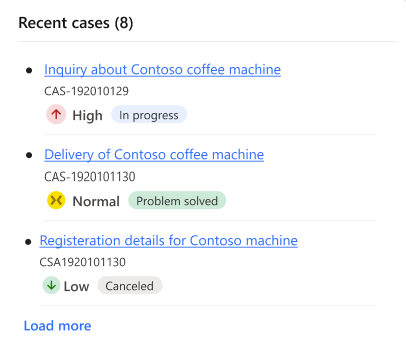 Recent cases (8)
Inquiry about Contoso coffee machine
CAS-192010129
High In progress
Delivery of Contoso coffee machine
CAS-1920101130
Normal Problem solved
Registeration details for Contoso machine
CSA1920101130
Low Canceled
Load more